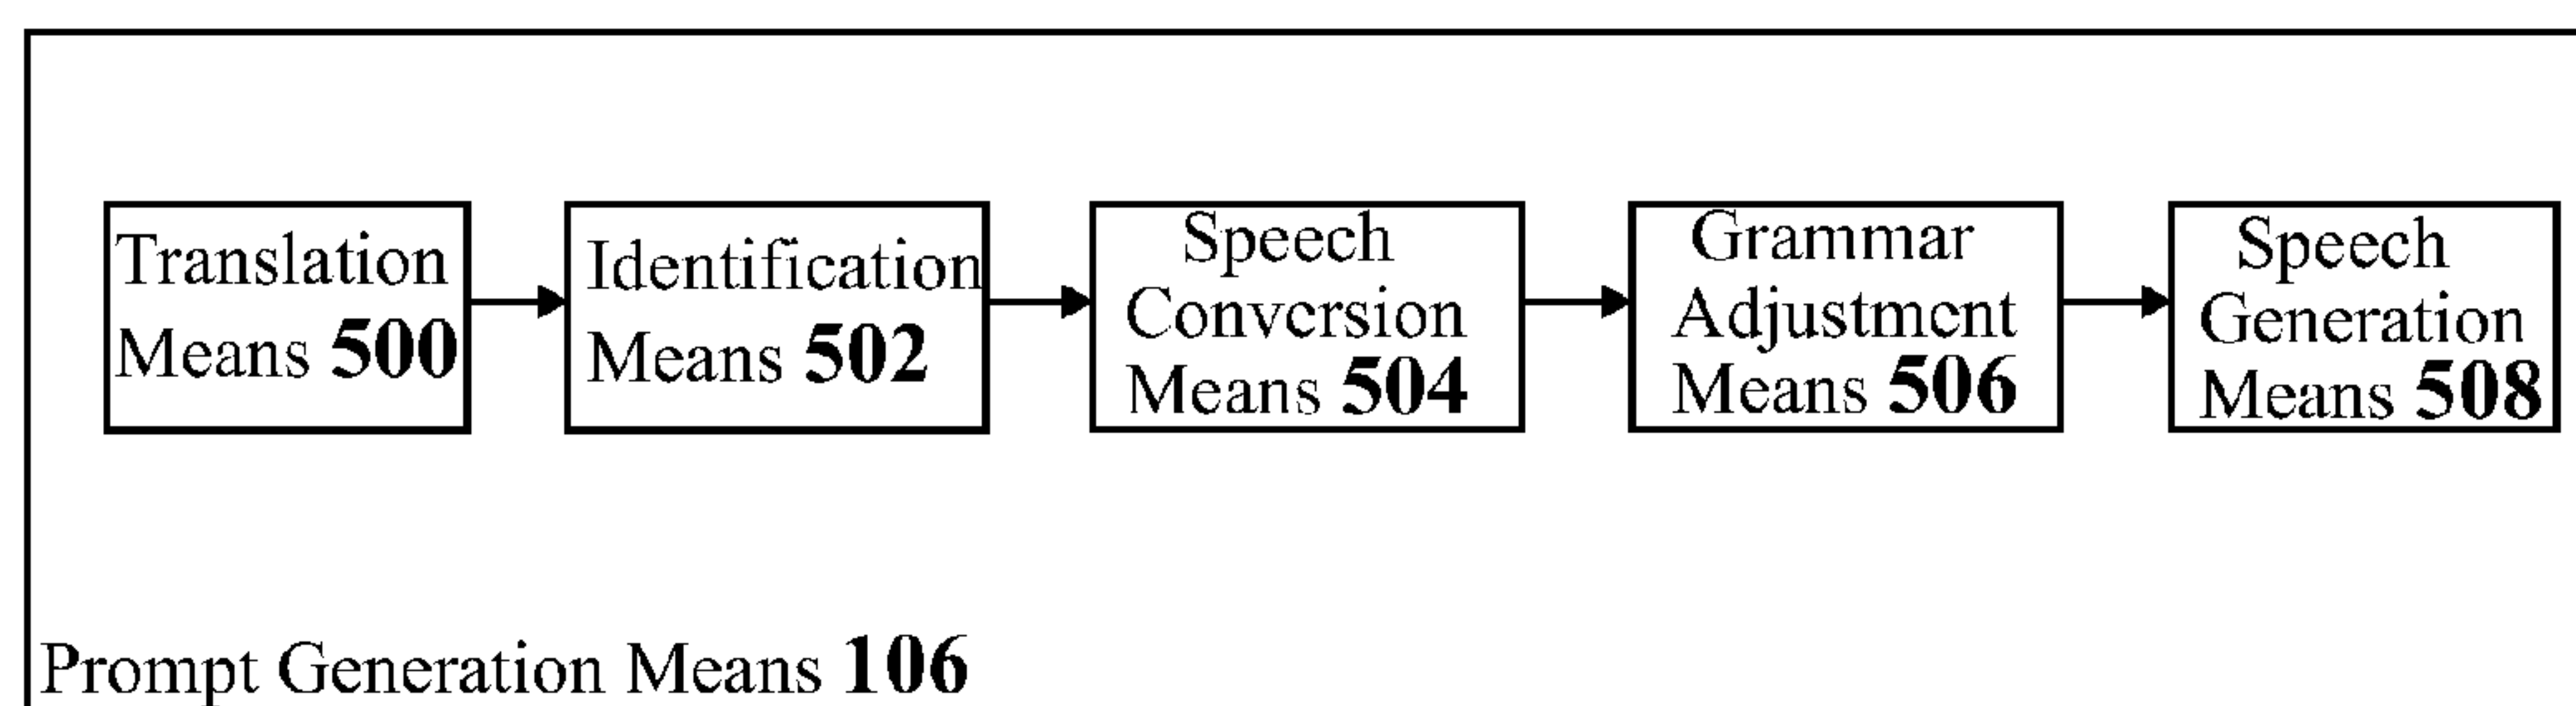 Translation
Means 500
Identification
Means 502
Speech
Conversion
Means 504
Grammar
Adjustment
Means 506
Speech
Generation
Means 508
Prompt Generation Means 106